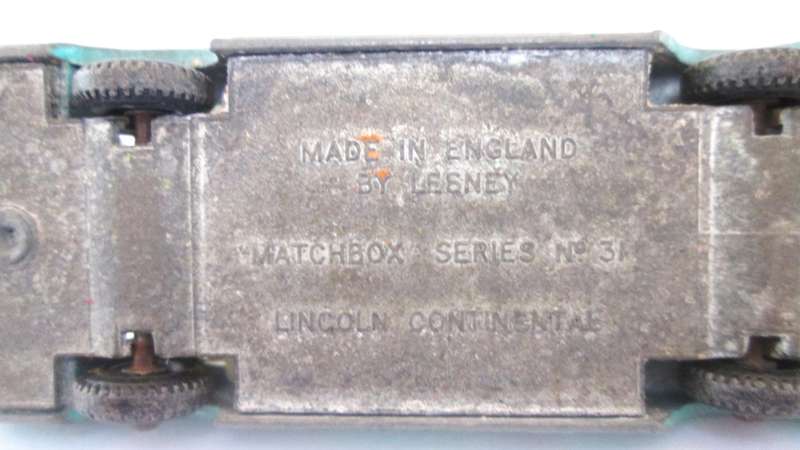 MADE IN ENGLAND
BY LESNEY
"MATCHBOX" SERIES Nº 31
LINCOLN CONTINENTAL